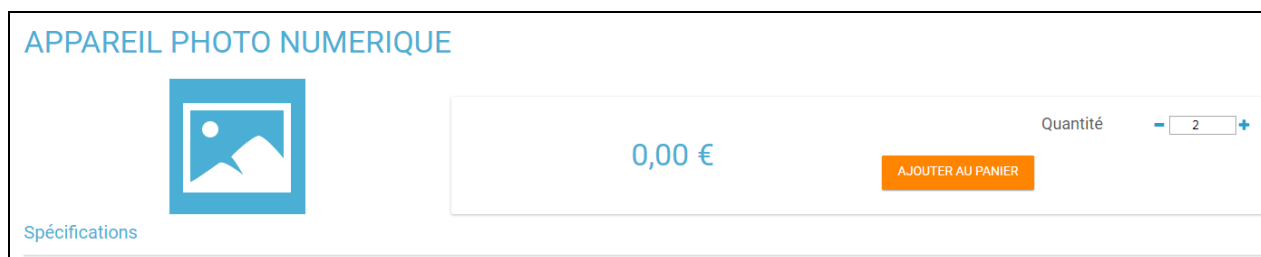 APPAREIL PHOTO NUMERIQUE
Quantité
2
0,00 €
AJOUTER AU PANIER
Spécifications